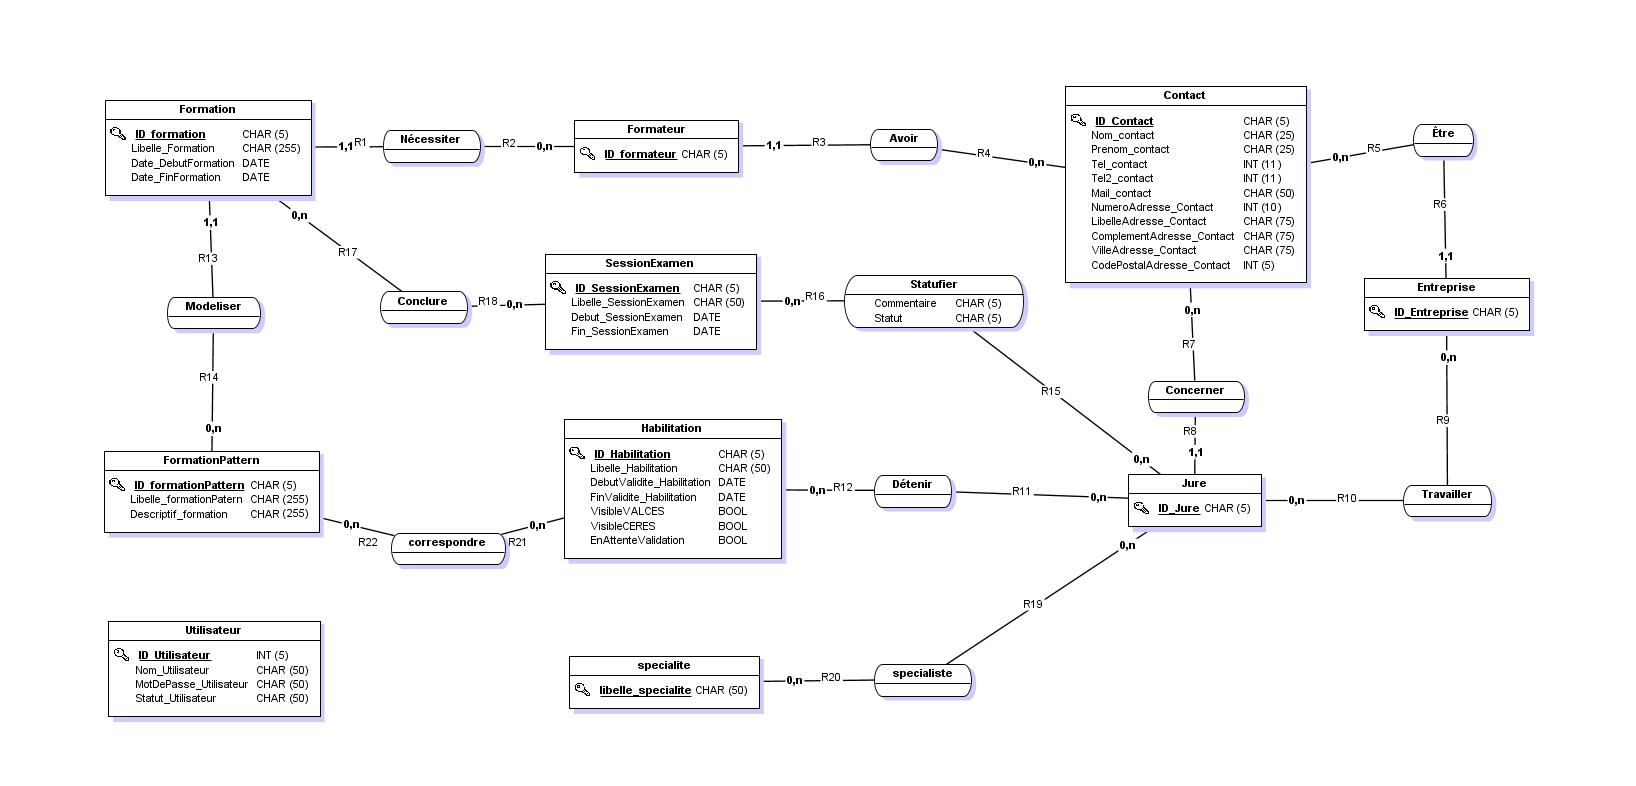 Formation
ID_formation CHAR (5)
Libelle_Formation CHAR (255)
Date_DebutFormation DATE
Date_FinFormation DATE
1,1
R1
Nécessiter
R2
0,n
Formateur
ID_formateur CHAR (5)
1,1
R3
Avoir
R4
0,n
Contact
ID_Contact CHAR (5)
Nom_contact CHAR (25)
Prenom_contact CHAR (25)
Tel_contact INT (11)
Tel2_contact INT (11)
Mail_contact CHAR (50)
NumeroAdresse_Contact INT (10)
LibelleAdresse_Contact CHAR (75)
ComplementAdresse_Contact CHAR (75)
VilleAdresse_Contact CHAR (75)
CodePostalAdresse_Contact INT (5)
0,n
R5
Être
R6
1,1
Entreprise
ID_Entreprise CHAR (5)
0,n
R9
Travailler
R10
0,n
1,1
R13
Modeliser
R14
0,n
0,n
R17
Conclure
R18
0,n
SessionExamen
ID_SessionExamen CHAR (5)
Libelle_SessionExamen CHAR (50)
Debut_SessionExamen DATE
Fin_SessionExamen DATE
0,n
R16
Statufier
Commentaire CHAR (5)
Statut CHAR (5)
R15
0,n
0,n
R7
Concerner
R8
1,1
Jure
ID_Jure CHAR (5)
FormationPattern
ID_formationPattern CHAR (5)
Libelle_formationPatern CHAR (255)
Descriptif_formation CHAR (255)
0,n
R22
correspondre
R21
0,n
Habilitation
ID_Habilitation CHAR (5)
Libelle_Habilitation CHAR (50)
DebutValidite_Habilitation DATE
FinValidite_Habilitation DATE
VisibleVALCES BOOL
VisibleCERES BOOL
EnAttenteValidation BOOL
0,n
R12
Détenir
R11
0,n
0,n
R19
specialiste
R20
0,n
specialite
libelle_specialite CHAR (50)
Utilisateur
ID_Utilisateur INT (5)
Nom_Utilisateur CHAR (50)
MotDePasse_Utilisateur CHAR (50)
Statut_Utilisateur CHAR (50)